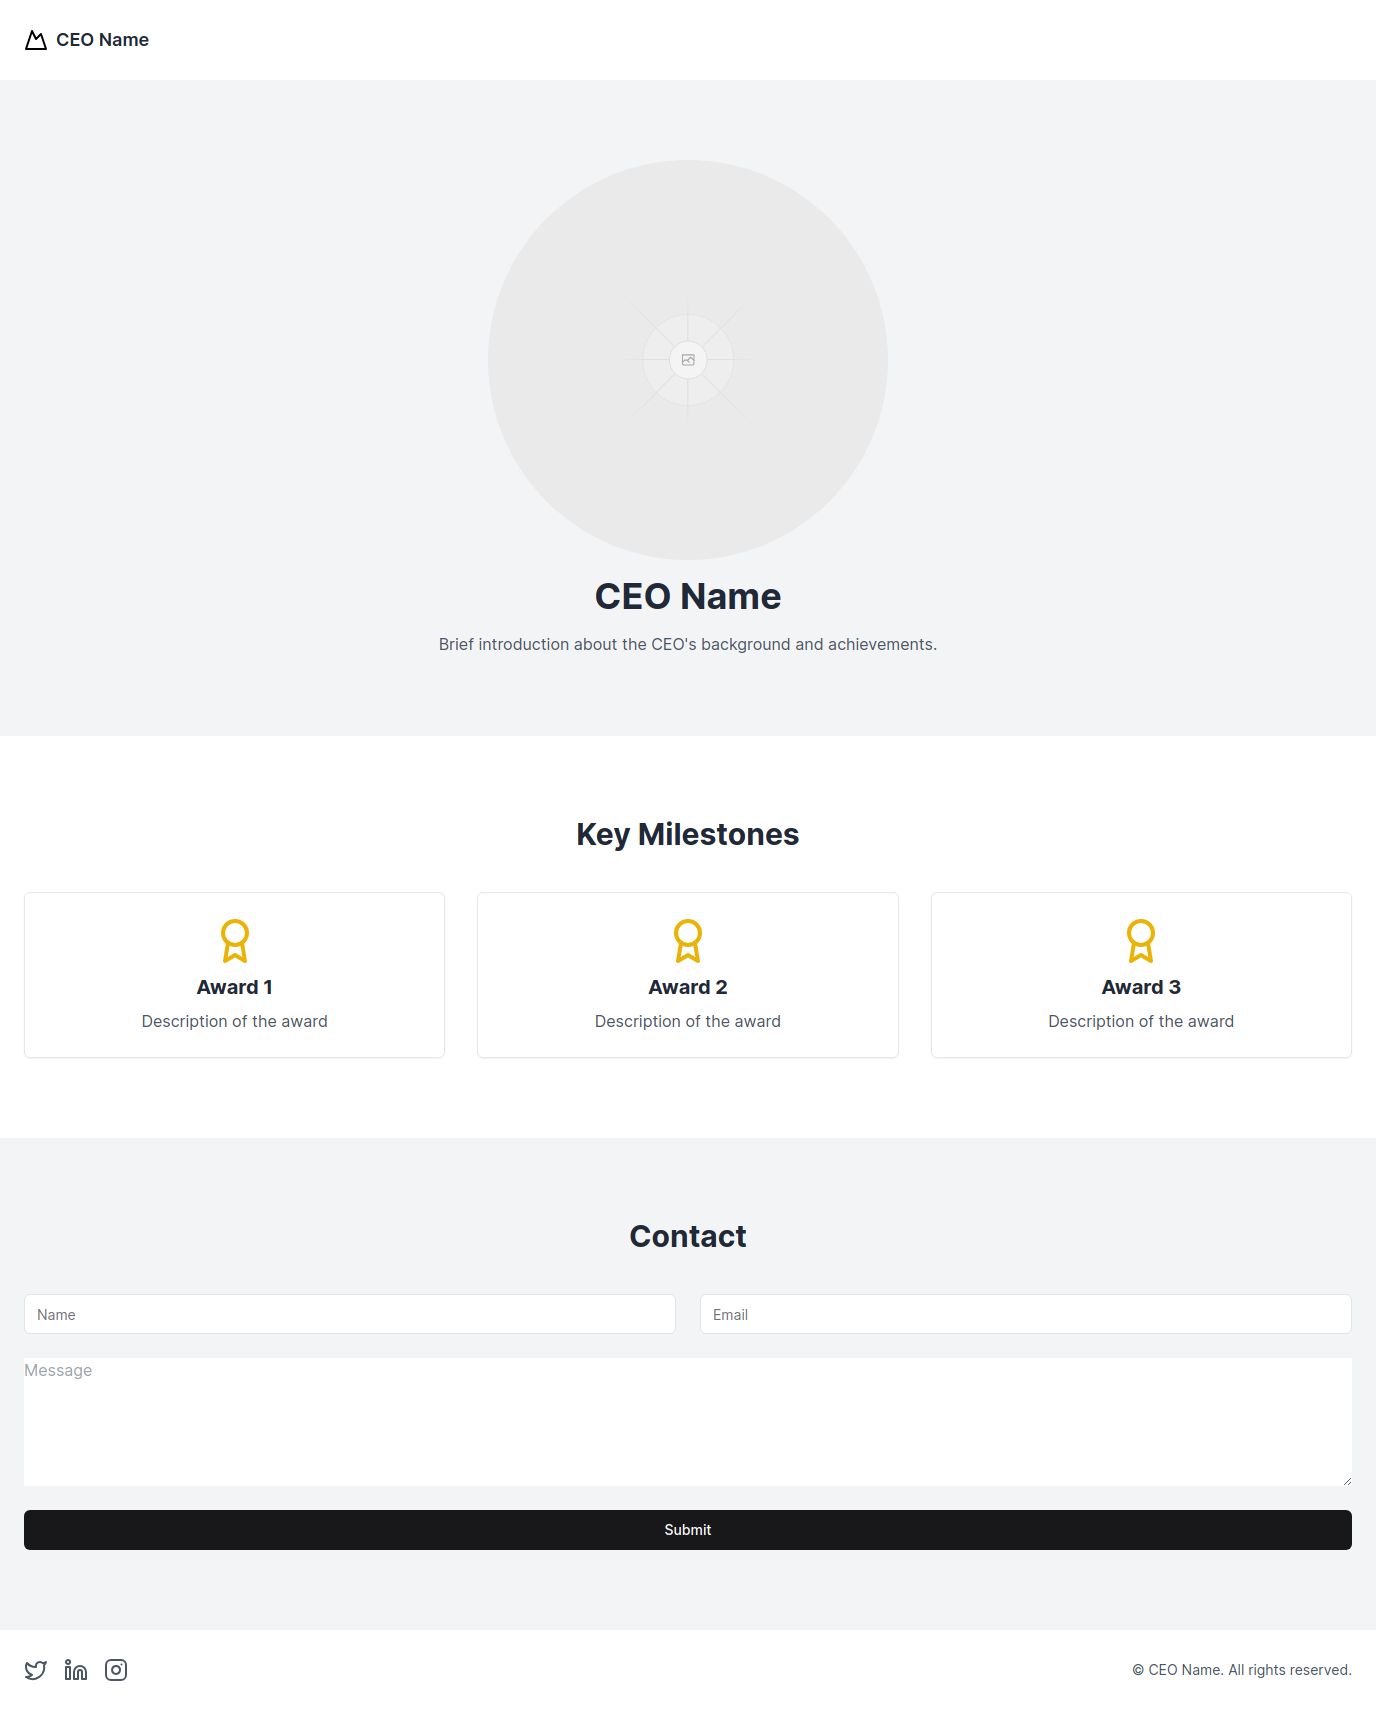 CEO Name
CEO Name
Brief introduction about the CEO's background and achievements.
Key Milestones
Award 1
Description of the award
Award 2
Description of the award
Award 3
Description of the award
Contact
Name
Email
Message
Submit
© CEO Name. All rights reserved.